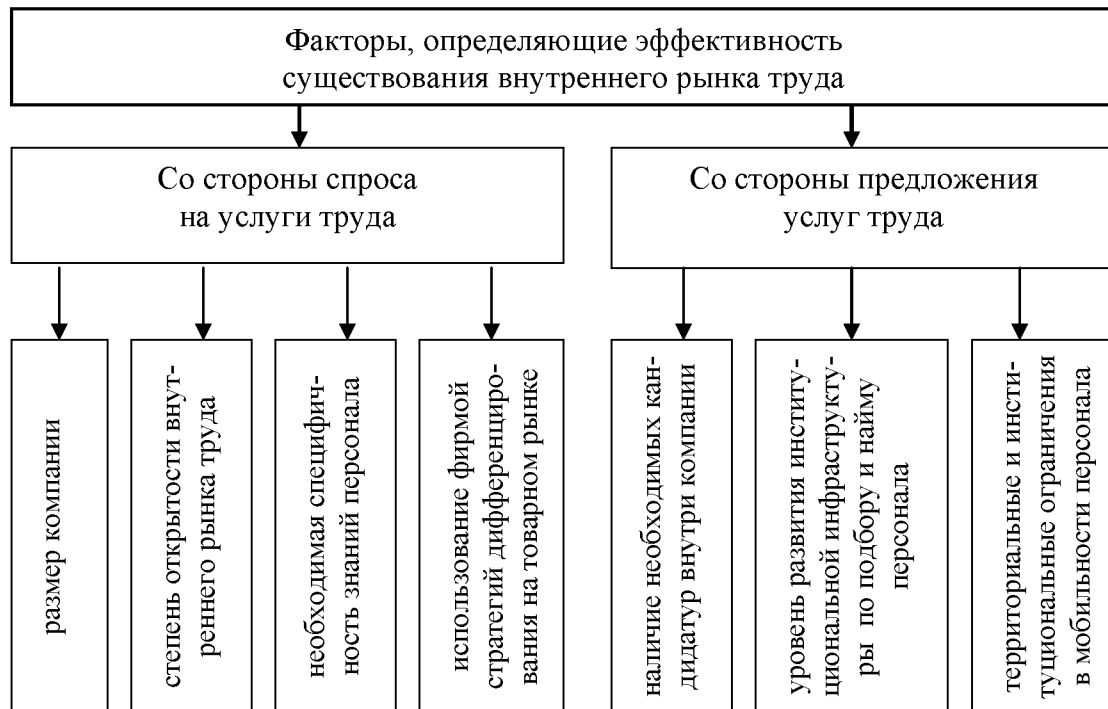 Факторы, определяющие эффективность
существования внутреннего рынка труда
Со стороны спроса
на услуги труда
Со стороны предложения
услуг труда
размер компании
степень открытости внут-
реннего рынка труда
необходимая специфич-
ность знаний персонала
использование фирмой
стратегий дифференциро-
вания на товарном рынке
наличие необходимых кан-
дидатур внутри компании
уровень развития институ-
циональной инфраструкту-
ры по подбору и найму
персонала
территориальные и инсти-
туциональные ограничения
в мобильности персонала